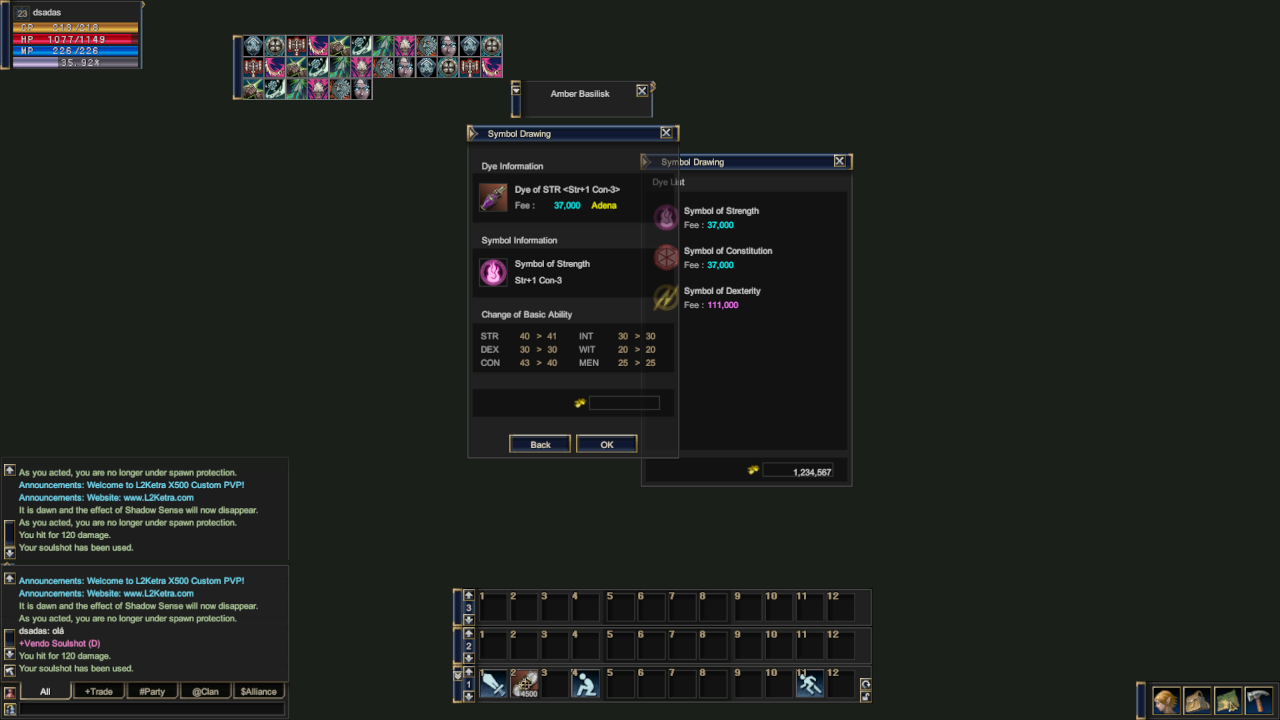 23 dsadas
CP 218/218
HP 1077/1149
MP 226/226
35.92%
Amber Basilisk
Symbol Drawing
Dye Information
Dye of STR <Str+1 Con-3>
Fee : 37,000 Adena
Symbol Information
Symbol of Strength
Str+1 Con-3
Change of Basic Ability
STR 40 > 41 INT 30 > 30
DEX 30 > 30 WIT 20 > 20
CON 43 > 40 MEN 25 > 25
Back OK
Symbol Drawing
Dye List
Symbol of Strength
Fee : 37,000
Symbol of Constitution
Fee : 37,000
Symbol of Dexterity
Fee : 111,000
1,234,567
As you acted, you are no longer under spawn protection.
Announcements: Welcome to L2Ketra X500 Custom PVP!
Announcements: Website: www.L2Ketra.com
It is dawn and the effect of Shadow Sense will now disappear.
As you acted, you are no longer under spawn protection.
You hit for 120 damage.
Your soulshot has been used.
Announcements: Welcome to L2Ketra X500 Custom PVP!
Announcements: Website: www.L2Ketra.com
It is dawn and the effect of Shadow Sense will now disappear.
As you acted, you are no longer under spawn protection.
dsadas: olá
+Vendo Soulshot (D)
You hit for 120 damage.
Your soulshot has been used.
All +Trade #Party @Clan $Alliance
3 1 2 3 4 5 6 7 8 9 10 11 12
2 1 2 3 4 5 6 7 8 9 10 11 12
1 1 2 3 4 5 6 7 8 9 10 11 12
4500